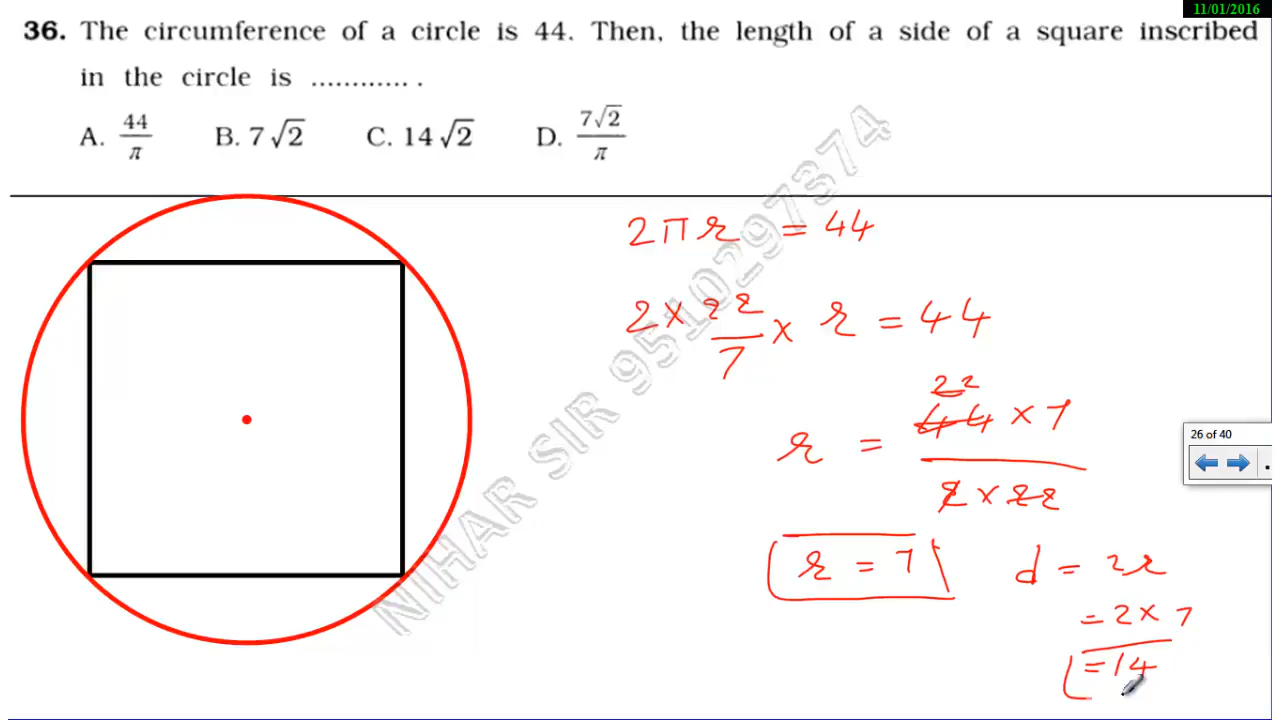 11/01/2016
36. The circumference of a circle is 44. Then, the length of a side of a square inscribed
in the circle is ............ .
A. 44/π B. 7√2 C. 14√2 D. 7√2/π
2πr = 44
2 × 22/7 × r = 44
22
r = 44 × 7 / 2 × 22
r = 7
d = 2r
= 2 × 7
= 14
26 of 40
NIHAR SIR 9510297374